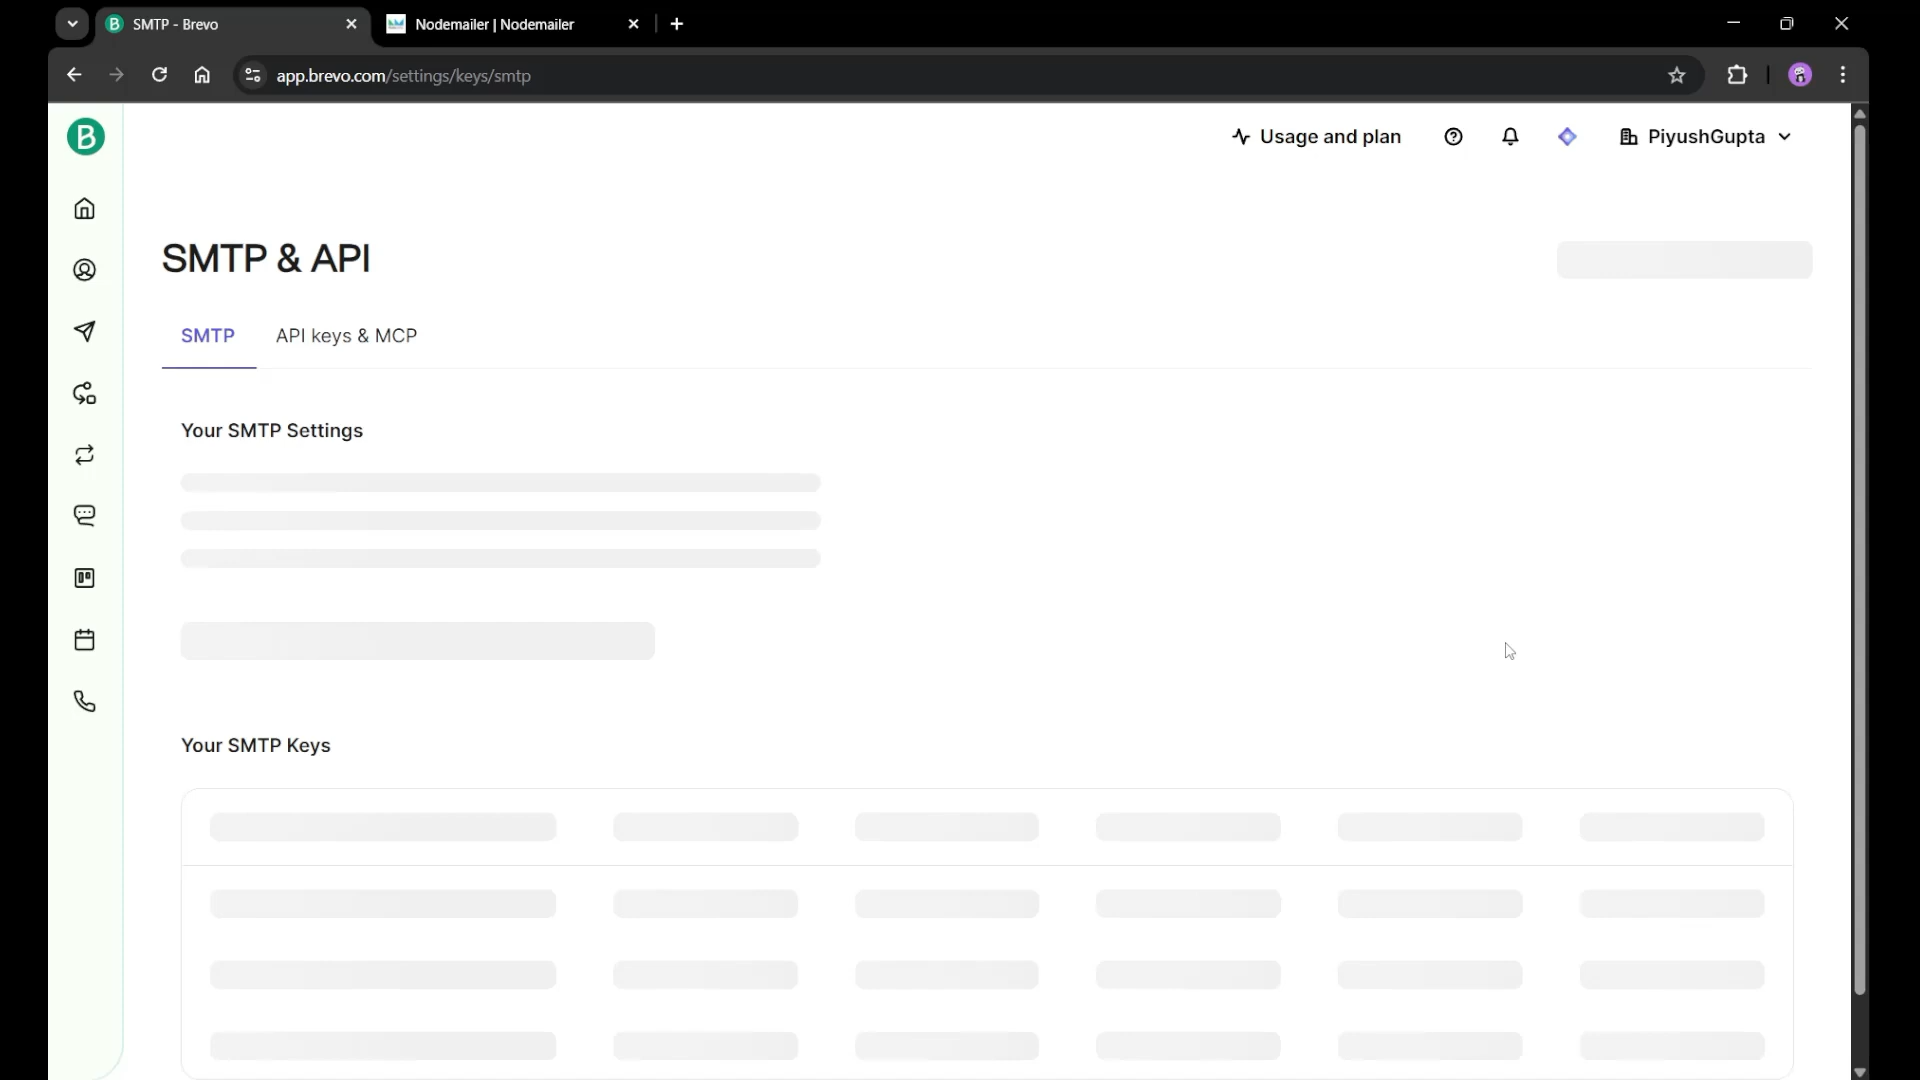 SMTP - Brevo
Nodemailer | Nodemailer
app.brevo.com/settings/keys/smtp
B
Usage and plan
PiyushGupta
SMTP & API
SMTP
API keys & MCP
Your SMTP Settings
Your SMTP Keys